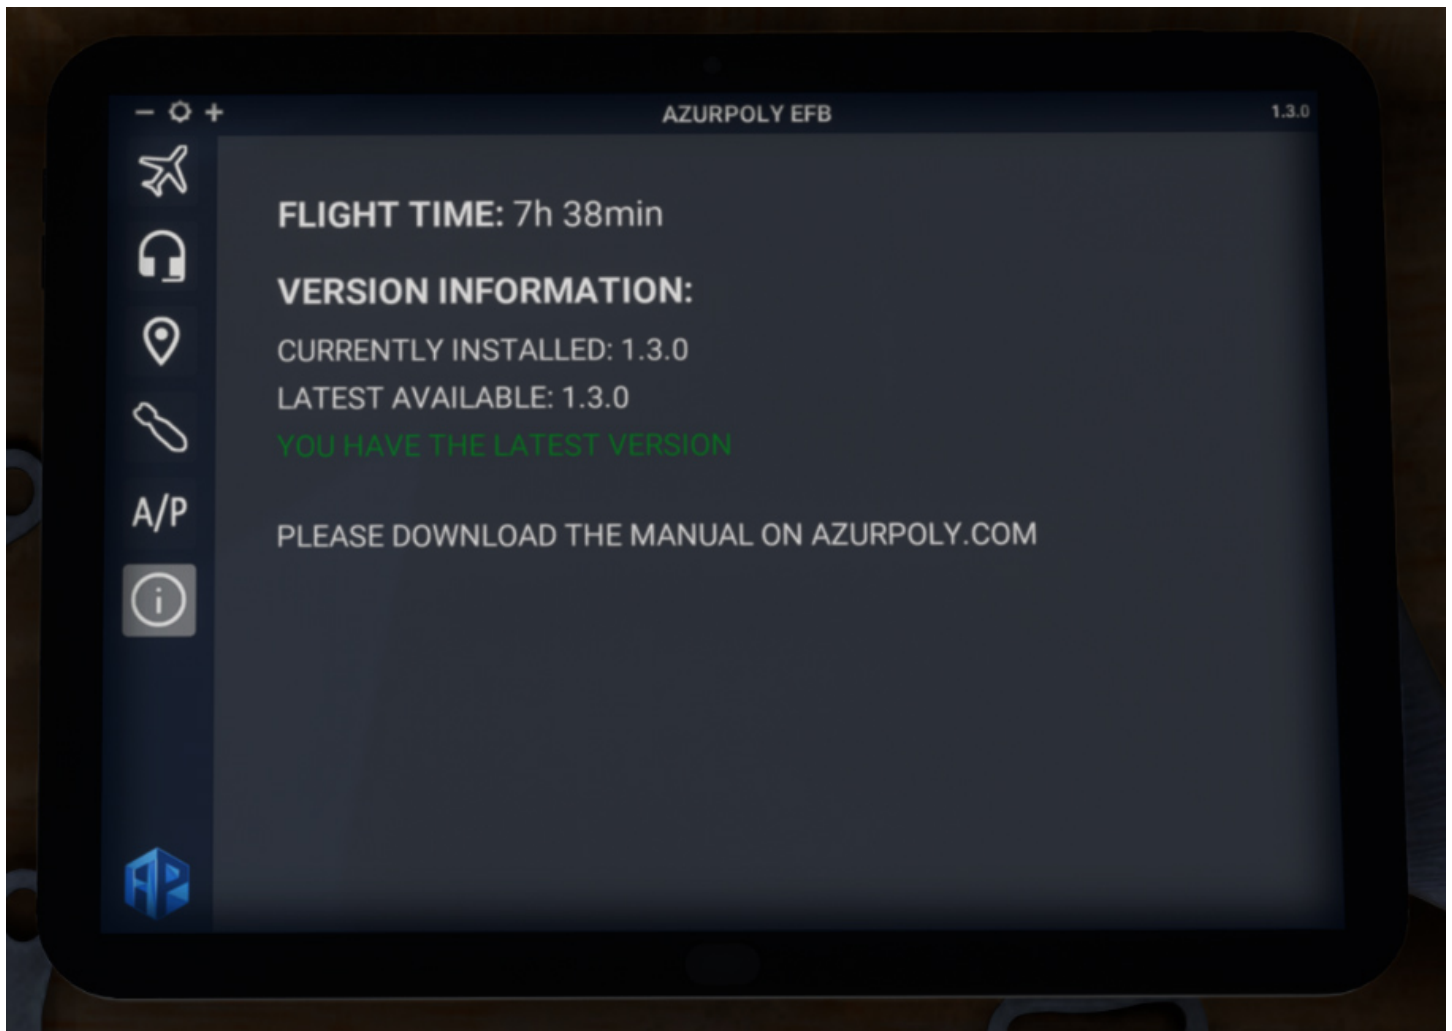 AZURPOLY EFB
1.3.0
FLIGHT TIME: 7h 38min
VERSION INFORMATION:
CURRENTLY INSTALLED: 1.3.0
LATEST AVAILABLE: 1.3.0
YOU HAVE THE LATEST VERSION
A/P
PLEASE DOWNLOAD THE MANUAL ON AZURPOLY.COM
i
AP